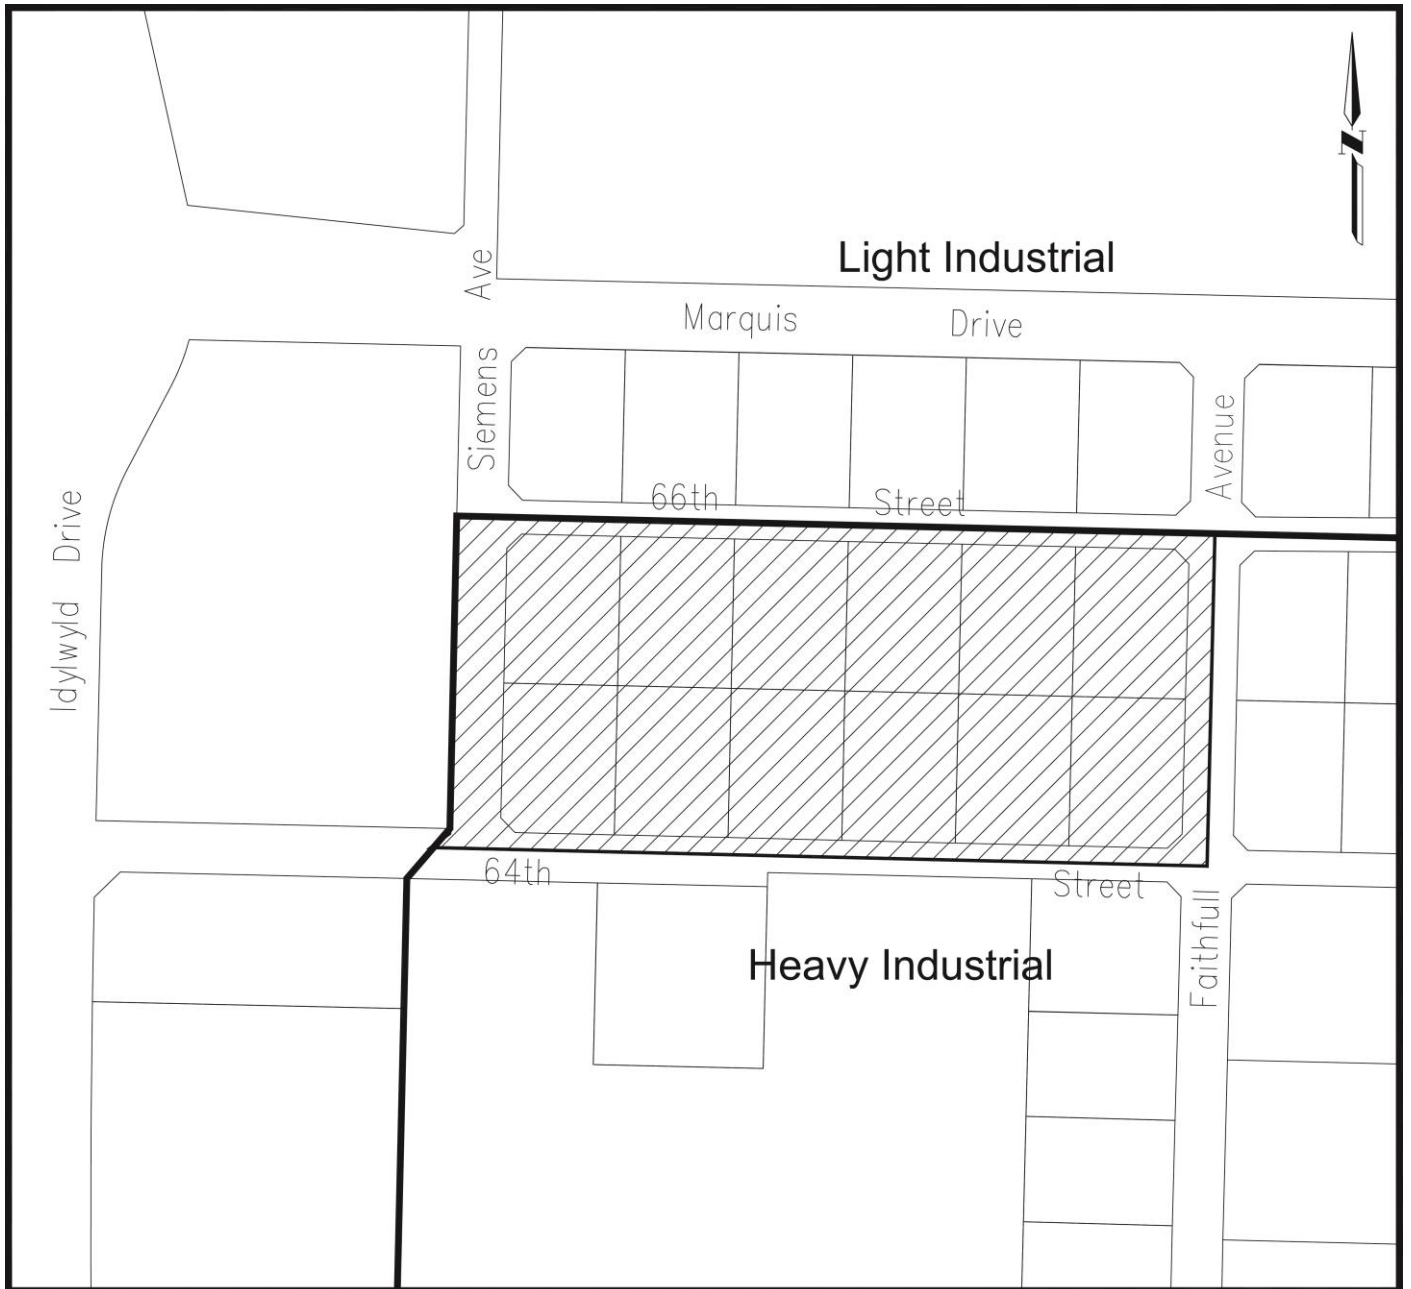 N
Light Industrial
Marquis Drive
Siemens Ave
Avenue
66th Street
Idylwyld Drive
64th Street
Faithfull
Heavy Industrial